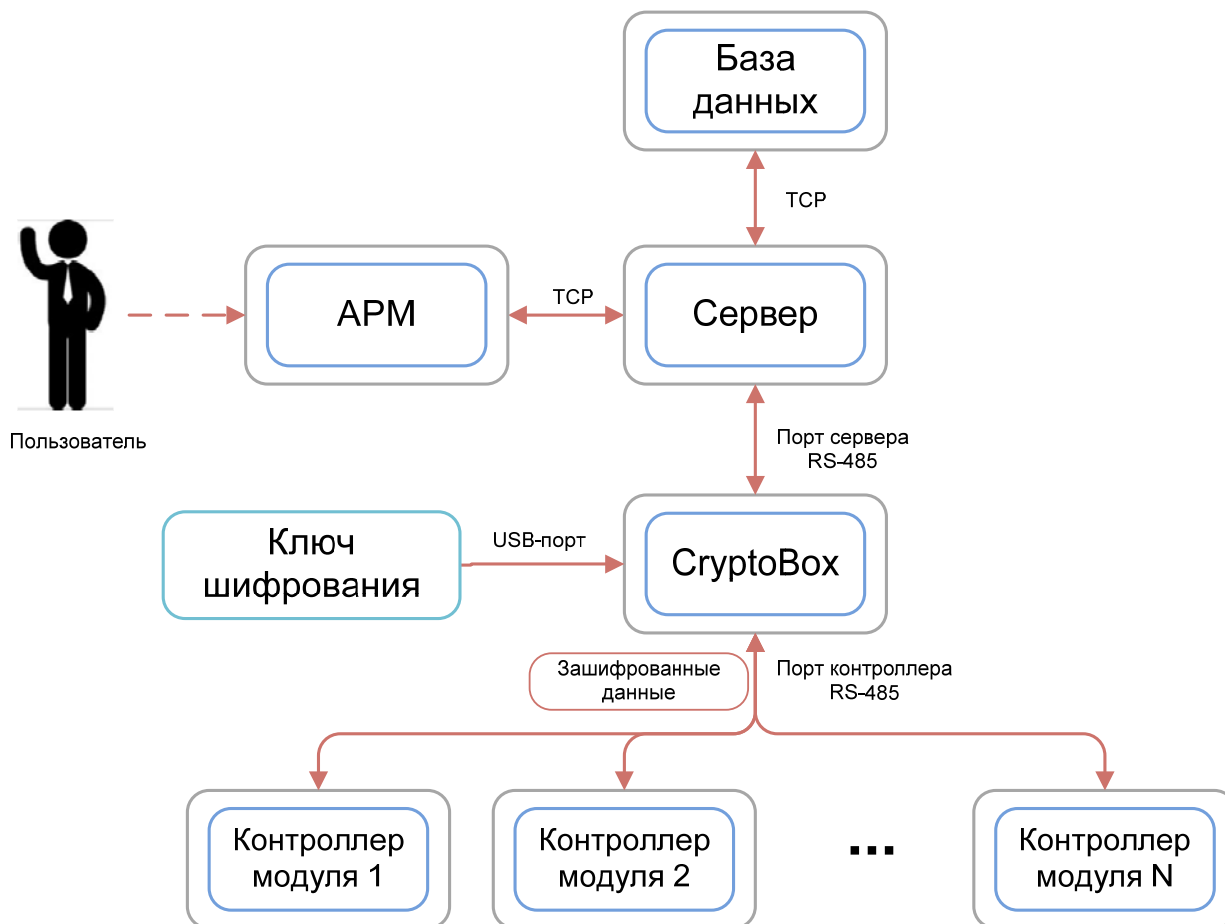 База
данных
TCP
АРМ
TCP
Сервер
Пользователь
Порт сервера
RS-485
Ключ
шифрования
USB-порт
CryptoBox
Зашифрованные
данные
Порт контроллера
RS-485
Контроллер
модуля 1
Контроллер
модуля 2
...
Контроллер
модуля N